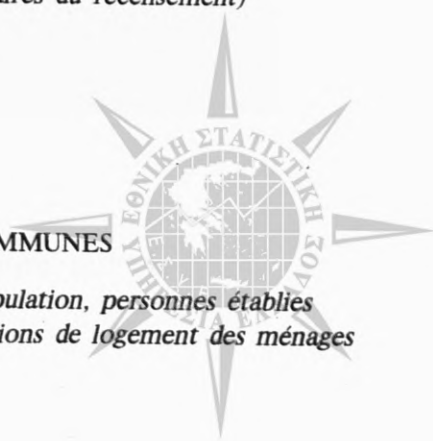 ires du recensement)
ΕΘΝΙΚΗ ΣΤΑΤΙΣΤΙΚΗ
MMUNES
pulation, personnes établies
ions de logement des ménages